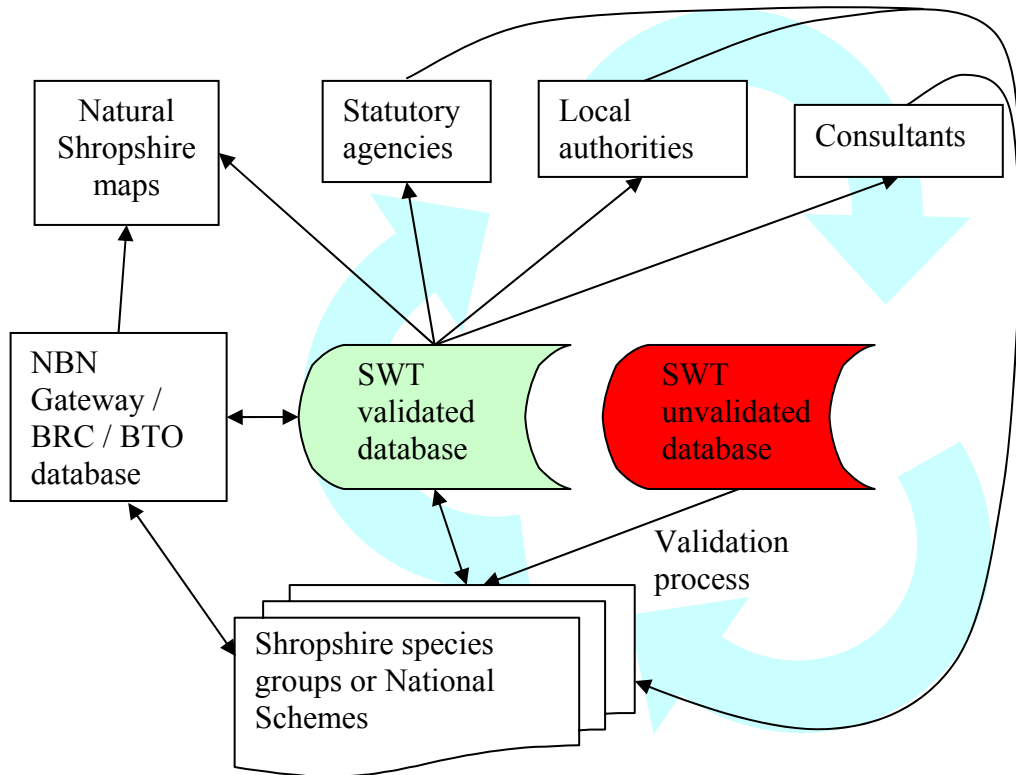 Natural
Shropshire
maps
Statutory
agencies
Local
authorities
Consultants
NBN
Gateway /
BRC / BTO
database
SWT
validated
database
SWT
unvalidated
database
Validation
process
Shropshire species
groups or National
Schemes